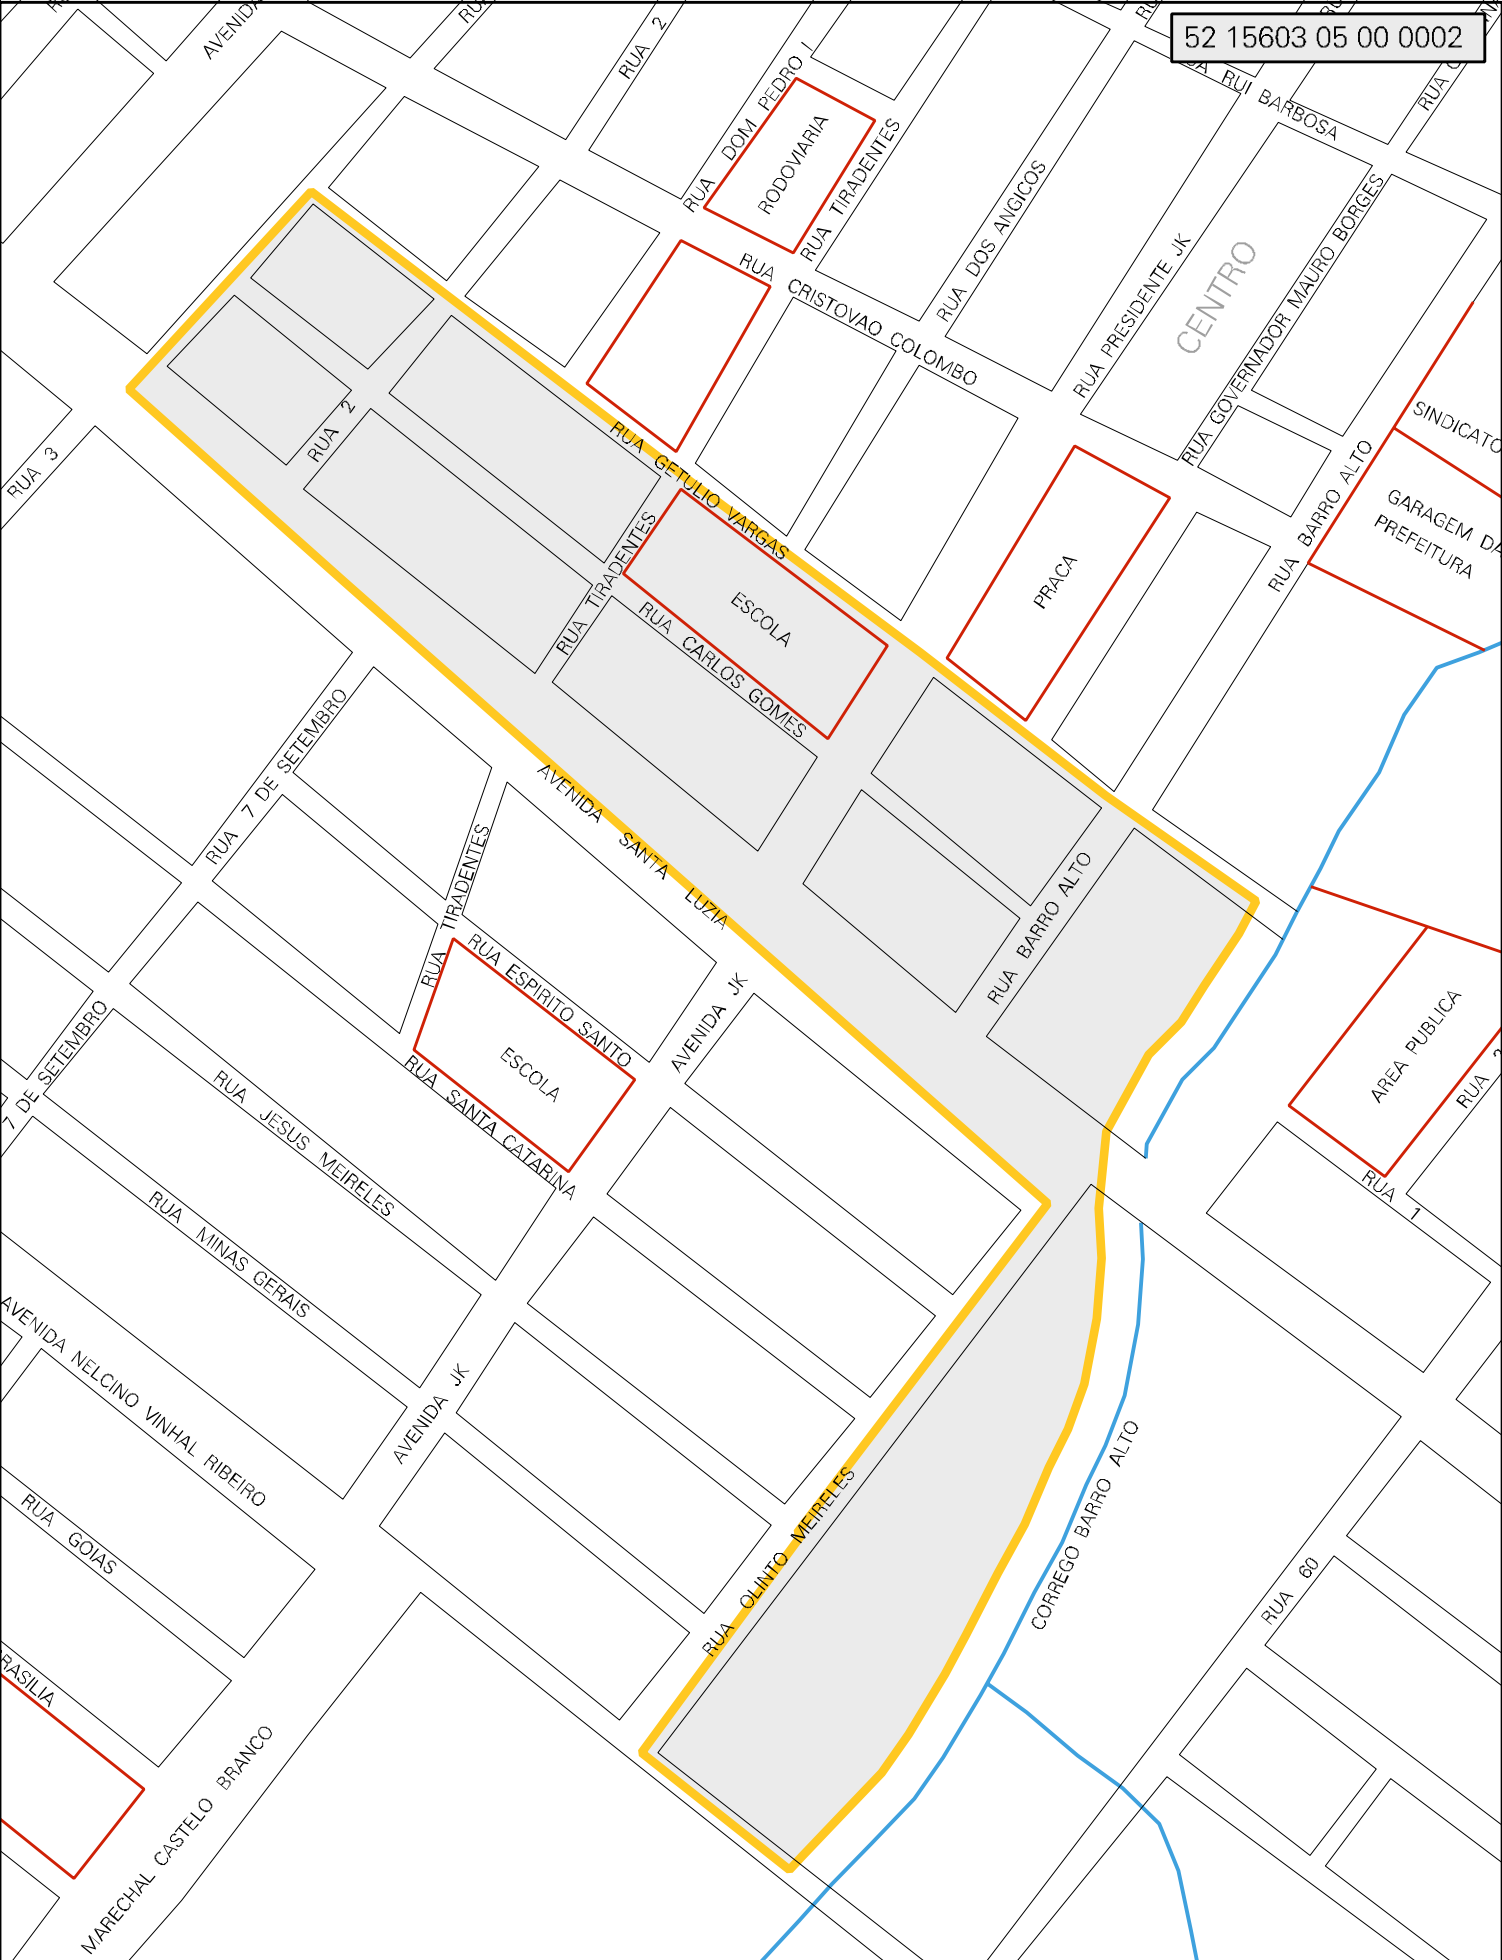 AVENIDA
RUA 2
52 15603 05 00 0002
RUA DOM PEDRO I
RUI BARBOSA
RODOVIARIA
RUA TIRADENTES
RUA DOS ANGICOS
RUA PRESIDENTE JK
CENTRO
RUA GOVERNADOR MAURO BORGES
RUA CRISTOVAO COLOMBO
RUA 2
RUA 3
RUA GETULIO VARGAS
SINDICATO
RUA BARRO ALTO
GARAGEM DA
PREFEITURA
PRACA
RUA TIRADENTES
ESCOLA
RUA CARLOS GOMES
RUA 7 DE SETEMBRO
AVENIDA SANTA LUZIA
RUA TIRADENTES
RUA BARRO ALTO
RUA ESPIRITO SANTO
AVENIDA JK
ESCOLA
RUA SANTA CATARINA
7 DE SETEMBRO
RUA JESUS MEIRELES
AREA PUBLICA
RUA 2
RUA 1
RUA MINAS GERAIS
AVENIDA NELCINO VINHAL RIBEIRO
AVENIDA JK
RUA OLINTO MEIRELES
CORREGO BARRO ALTO
RUA GOIAS
RUA 60
RASILIA
MARECHAL CASTELO BRANCO